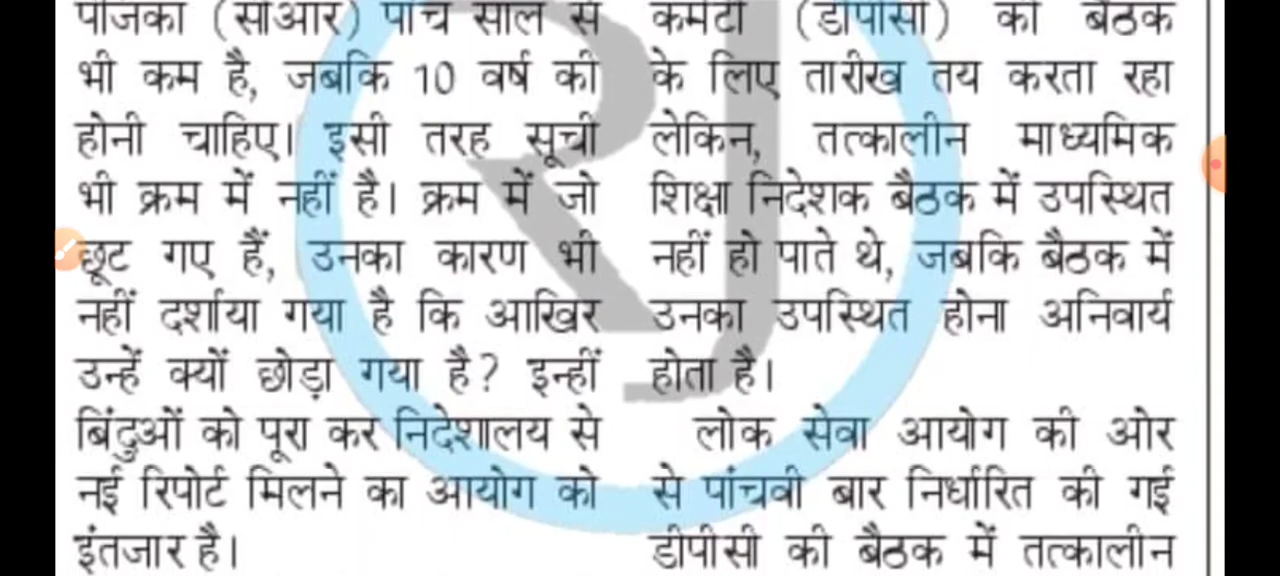 पंजिका (सीआर) पांच साल से
भी कम है, जबकि 10 वर्ष की
होनी चाहिए। इसी तरह सूची
भी क्रम में नहीं है। क्रम में जो
छूट गए हैं, उनका कारण भी
नहीं दर्शाया गया है कि आखिर
उन्हें क्यों छोड़ा गया है? इन्हीं
बिंदुओं को पूरा कर निदेशालय से
नई रिपोर्ट मिलने का आयोग को
इंतजार है।
कमेटी (डीपीसी) की बैठक
के लिए तारीख तय करता रहा
लेकिन, तत्कालीन माध्यमिक
शिक्षा निदेशक बैठक में उपस्थित
नहीं हो पाते थे, जबकि बैठक में
उनका उपस्थित होना अनिवार्य
होता है।
लोक सेवा आयोग की ओर
से पांचवी बार निर्धारित की गई
डीपीसी की बैठक में तत्कालीन